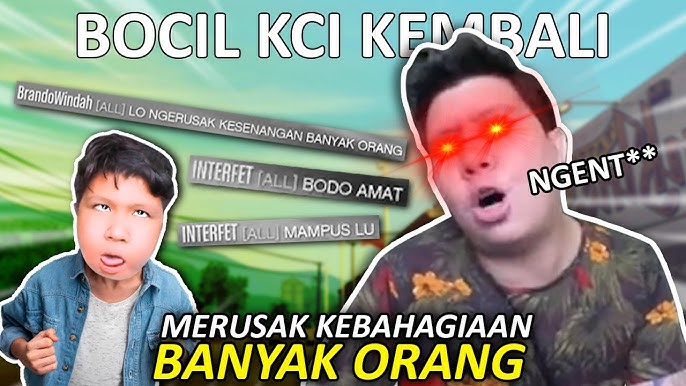 BOCIL KCI KEMBALI
BrandoWindah [ALL] LO NGERUSAK KESENANGAN BANYAK ORANG
INTERFET [ALL] BODO AMAT
INTERFET [ALL] MAMPUS LU
NGENT**
MERUSAK KEBAHAGIAAN
BANYAK ORANG